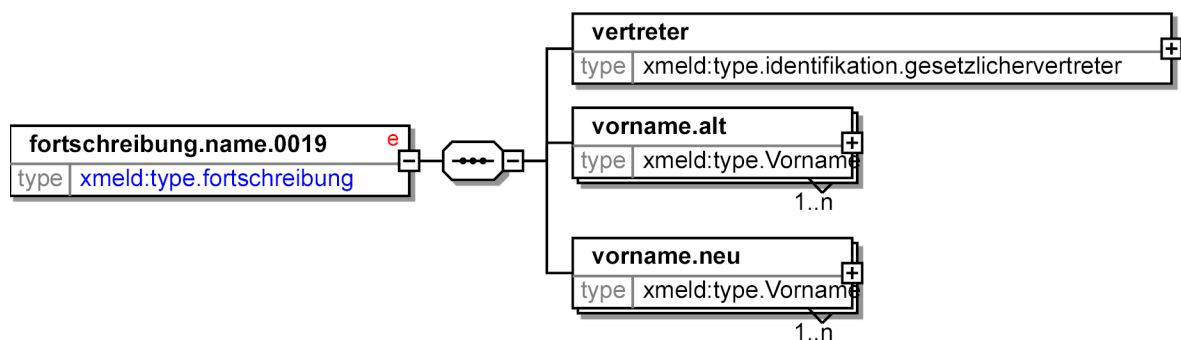 vertreter
type xmeld:type.identifikation.gesetzlichervertreter
fortschreibung.name.0019 e
type xmeld:type.fortschreibung
vorname.alt
type xmeld:type.Vorname
1..n
vorname.neu
type xmeld:type.Vorname
1..n